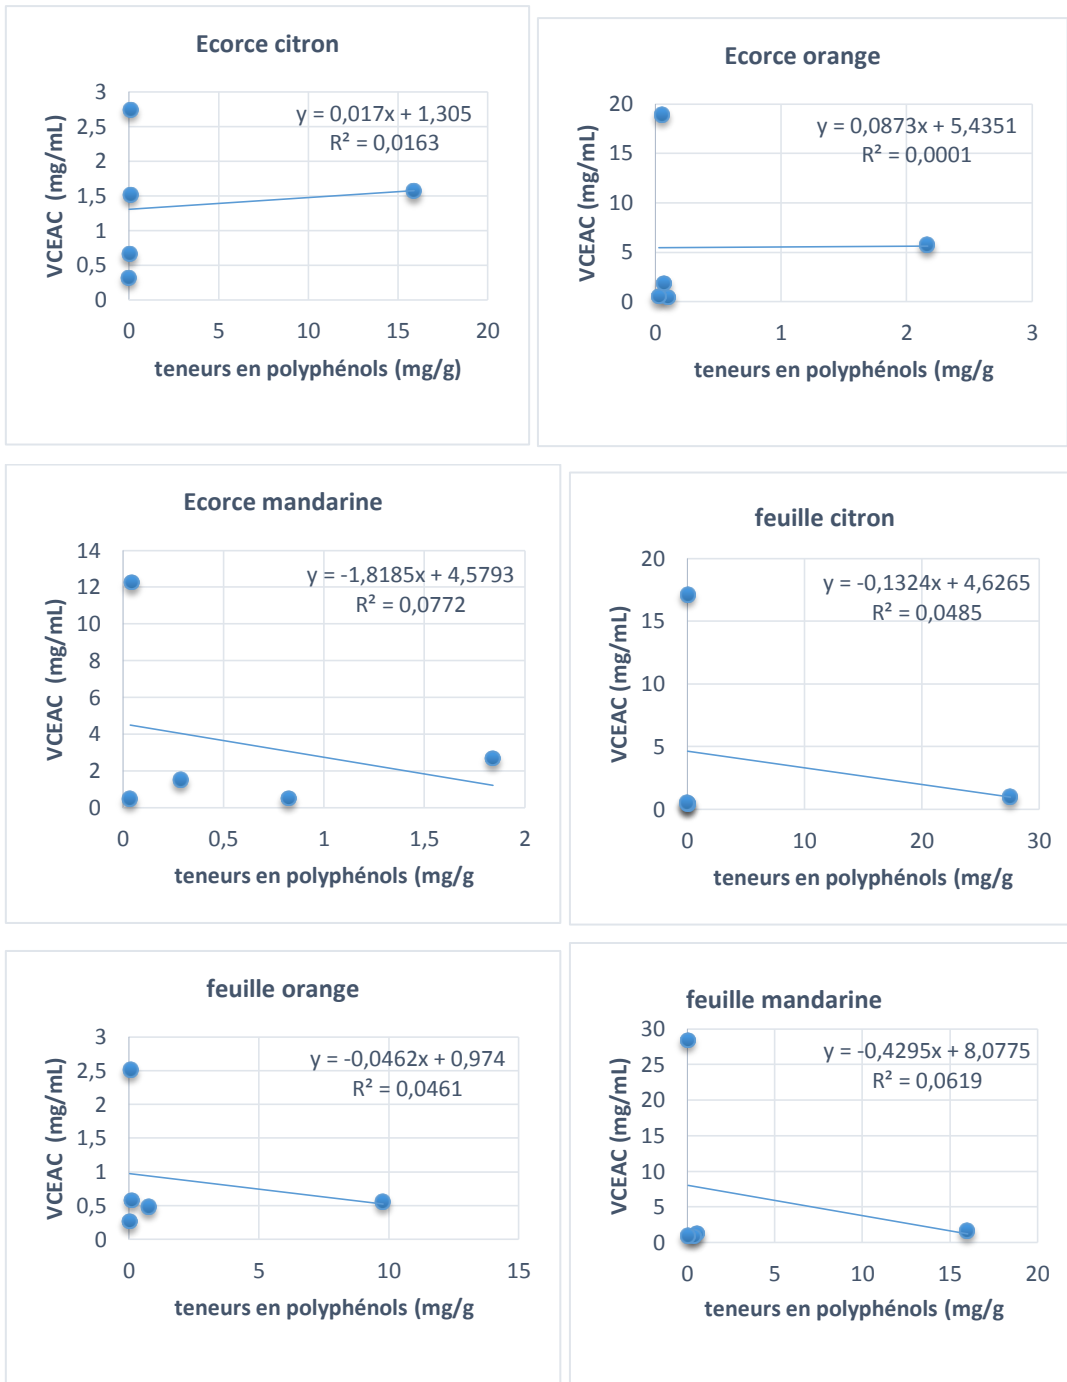 Ecorce citron
y = 0,017x + 1,305
R² = 0,0163
3
2,5
2
1,5
1
0,5
0
VCEAC (mg/mL)
0 5 10 15 20
teneurs en polyphénols (mg/g)
Ecorce orange
y = 0,0873x + 5,4351
R² = 0,0001
20
15
10
5
0
VCEAC (mg/mL)
0 1 2 3
teneurs en polyphénols (mg/g
Ecorce mandarine
y = -1,8185x + 4,5793
R² = 0,0772
14
12
10
8
6
4
2
0
VCEAC (mg/mL)
0 0,5 1 1,5 2
teneurs en polyphénols (mg/g
feuille citron
y = -0,1324x + 4,6265
R² = 0,0485
20
15
10
5
0
VCEAC (mg/mL)
0 10 20 30
teneurs en polyphénols (mg/g
feuille orange
y = -0,0462x + 0,974
R² = 0,0461
3
2,5
2
1,5
1
0,5
0
VCEAC (mg/mL)
0 5 10 15
teneurs en polyphénols (mg/g
feuille mandarine
y = -0,4295x + 8,0775
R² = 0,0619
30
25
20
15
10
5
0
VCEAC (mg/mL)
0 5 10 15 20
teneurs en polyphénols (mg/g